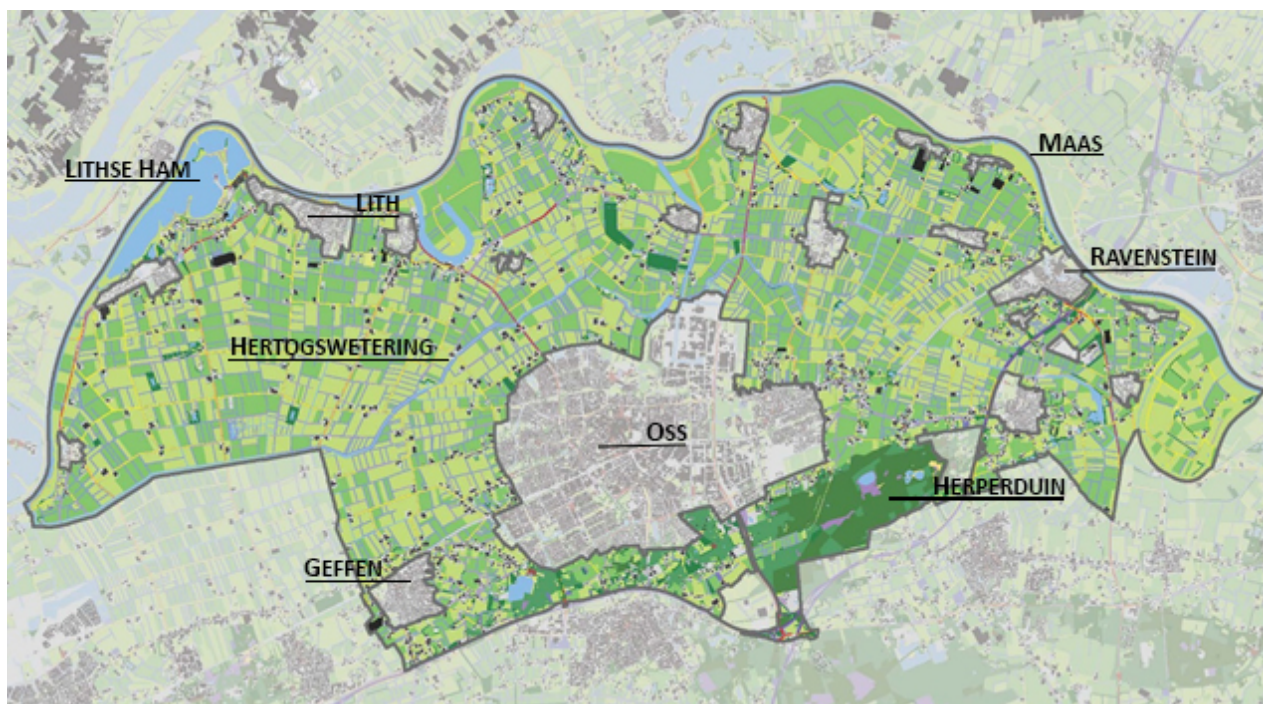 MAAS
LITHSE HAM
LITH
RAVENSTEIN
HERTOGSWETERING
OSS
HERPERDUIN
GEFFEN